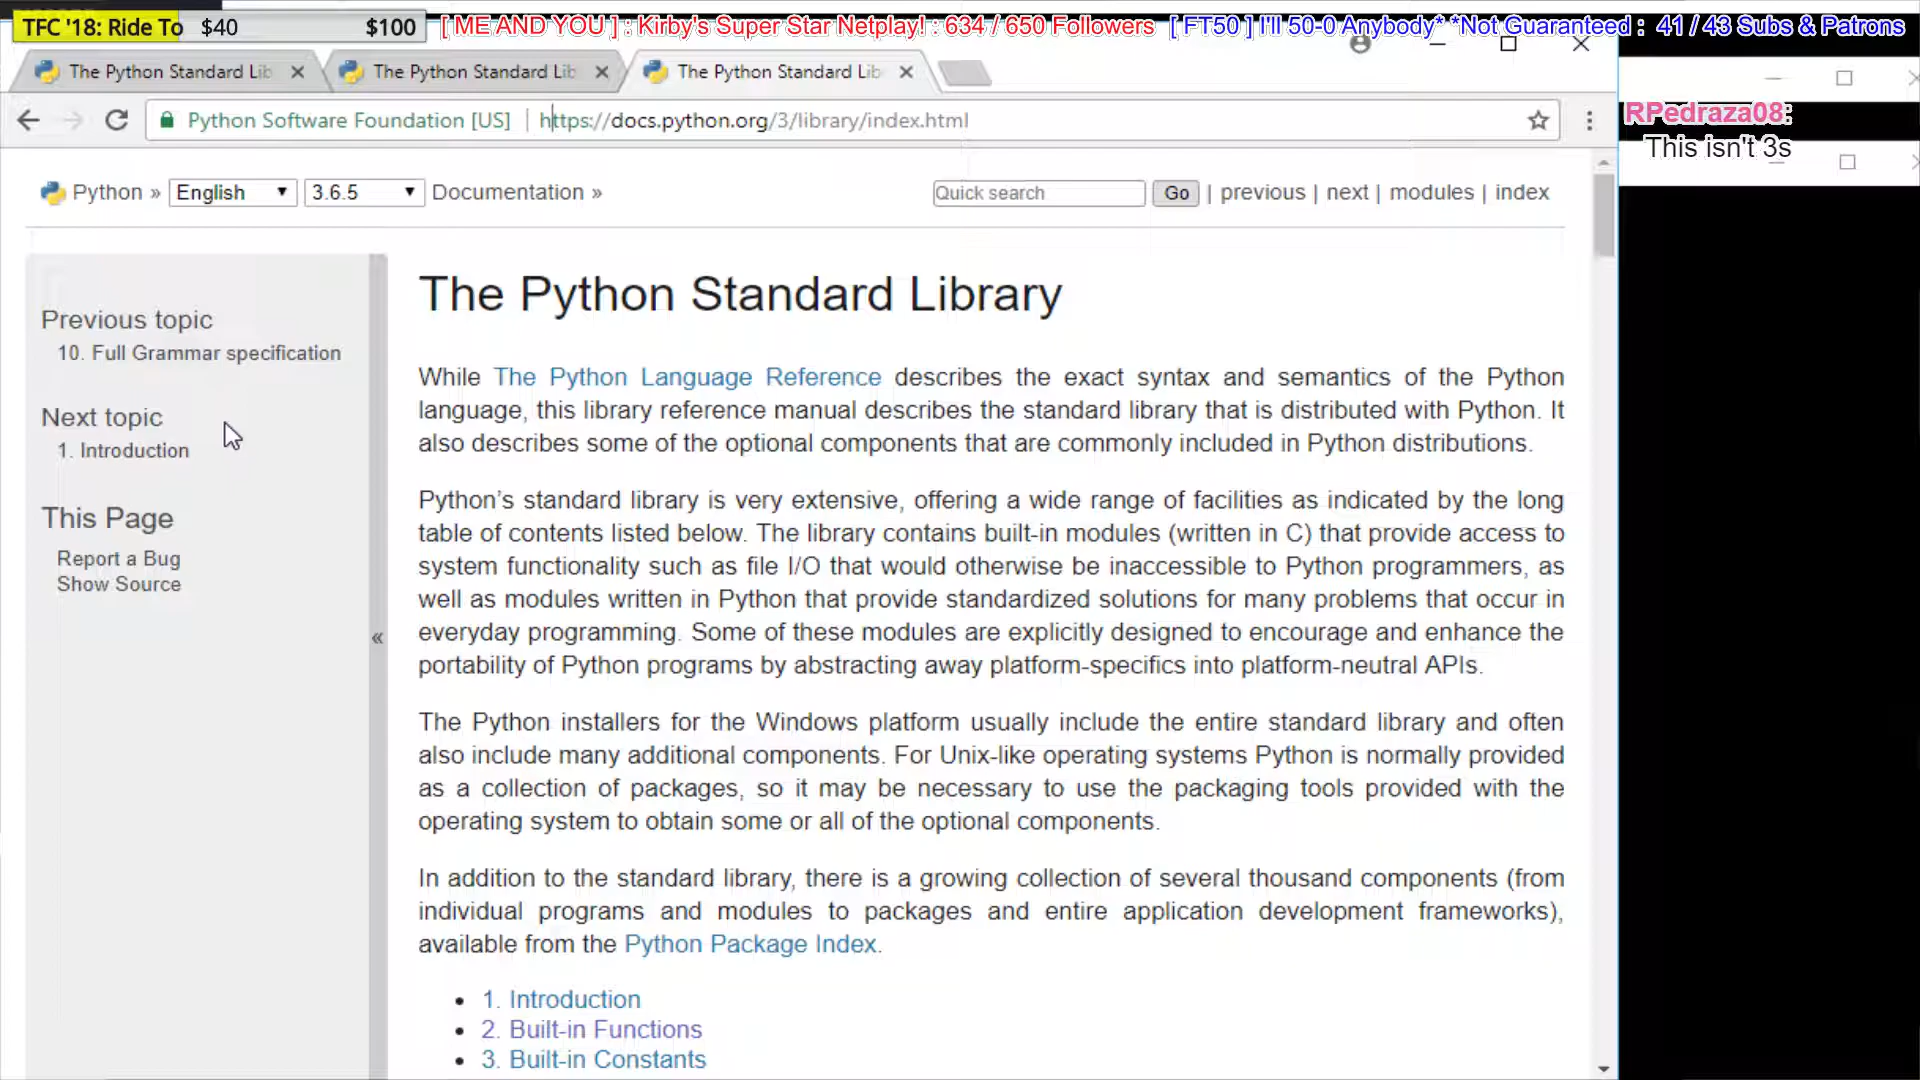 TFC '18: Ride To $40 $100
[ ME AND YOU ] : Kirby's Super Star Netplay! : 634 / 650 Followers [ FT50 ] I'll 50-0 Anybody* *Not Guaranteed : 41 / 43 Subs & Patrons
The Python Standard Lib
The Python Standard Lib
The Python Standard Lib
Python Software Foundation [US] | https://docs.python.org/3/library/index.html
RPedraza08:
This isn't 3s
Python » English 3.6.5 Documentation » Quick search Go | previous | next | modules | index
Previous topic
10. Full Grammar specification
Next topic
1. Introduction
This Page
Report a Bug
Show Source
«
The Python Standard Library
While The Python Language Reference describes the exact syntax and semantics of the Python
language, this library reference manual describes the standard library that is distributed with Python. It
also describes some of the optional components that are commonly included in Python distributions.
Python’s standard library is very extensive, offering a wide range of facilities as indicated by the long
table of contents listed below. The library contains built-in modules (written in C) that provide access to
system functionality such as file I/O that would otherwise be inaccessible to Python programmers, as
well as modules written in Python that provide standardized solutions for many problems that occur in
everyday programming. Some of these modules are explicitly designed to encourage and enhance the
portability of Python programs by abstracting away platform-specifics into platform-neutral APIs.
The Python installers for the Windows platform usually include the entire standard library and often
also include many additional components. For Unix-like operating systems Python is normally provided
as a collection of packages, so it may be necessary to use the packaging tools provided with the
operating system to obtain some or all of the optional components.
In addition to the standard library, there is a growing collection of several thousand components (from
individual programs and modules to packages and entire application development frameworks),
available from the Python Package Index.
• 1. Introduction
• 2. Built-in Functions
• 3. Built-in Constants